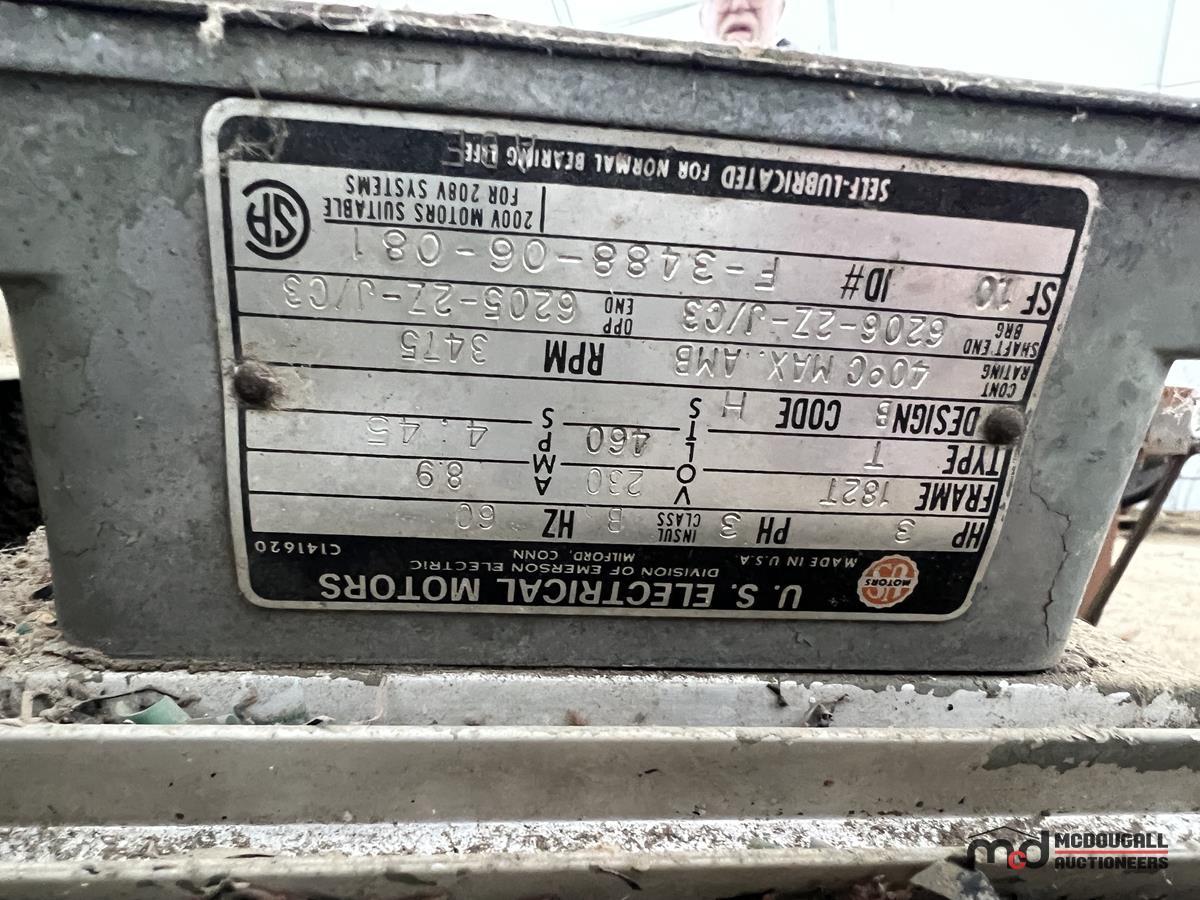 U.S. ELECTRICAL MOTORS
DIVISION OF EMERSON ELECTRIC
MILFORD, CONN.
US MOTORS
MADE IN U.S.A
C141620
HP 3 PH 3 INSUL CLASS B HZ 60
FRAME 182T VOLTS 230 AMPS 8.9
TYPE T 460 4.45
DESIGN B CODE H
CONT RATING 40°C MAX. AMB RPM 3475
SHAFT END BRG 6206-2Z-J/C3 OPP END 6205-2Z-J/C3
SF 1.0 ID# F-3488-06-081
200V MOTORS SUITABLE
FOR 208V SYSTEMS
SELF-LUBRICATED FOR NORMAL BEARING LIFE
mcd MCDOUGALL
AUCTIONEERS